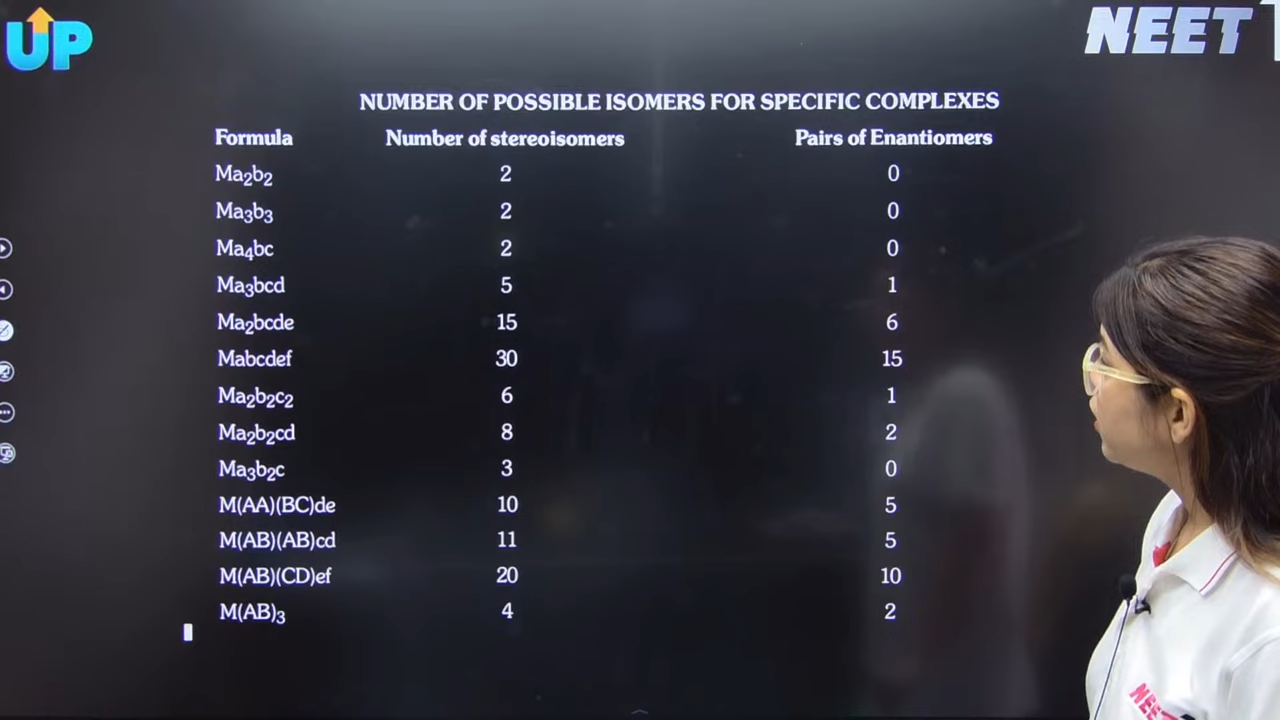 UP
NEET
NUMBER OF POSSIBLE ISOMERS FOR SPECIFIC COMPLEXES
Formula Number of stereoisomers Pairs of Enantiomers
Ma₂b₂ 2 0
Ma₃b₃ 2 0
Ma₄bc 2 0
Ma₃bcd 5 1
Ma₂bcde 15 6
Mabcdef 30 15
Ma₂b₂c₂ 6 1
Ma₂b₂cd 8 2
Ma₃b₂c 3 0
M(AA)(BC)de 10 5
M(AB)(AB)cd 11 5
M(AB)(CD)ef 20 10
M(AB)₃ 4 2
NEET